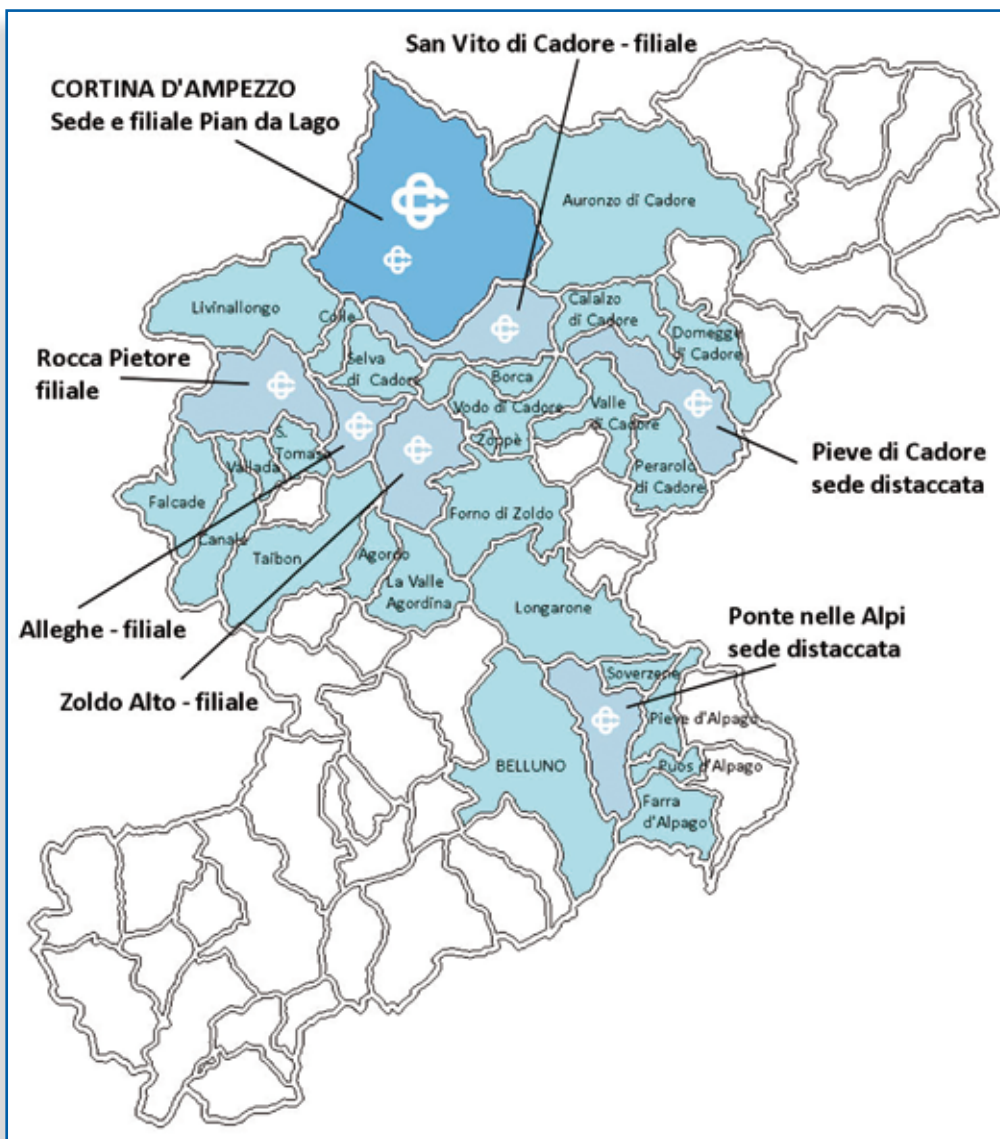 San Vito di Cadore - filiale
CORTINA D'AMPEZZO
Sede e filiale Pian da Lago
Auronzo di Cadore
Livinallongo
Colle
Calalzo
di Cadore
Domegge
di Cadore
Rocca Pietore
filiale
Selva
di Cadore
Borca
Vodo di Cadore
Valle
di Cadore
Zoppè
S.
Tomaso
Vallada
Perarolo
di Cadore
Pieve di Cadore
sede distaccata
Falcade
Canale
Forno di Zoldo
Taibon
Agordo
La Valle
Agordina
Longarone
Alleghe - filiale
Ponte nelle Alpi
sede distaccata
Zoldo Alto - filiale
Soverzene
Pieve d'Alpago
BELLUNO
Puos d'Alpago
Farra
d'Alpago